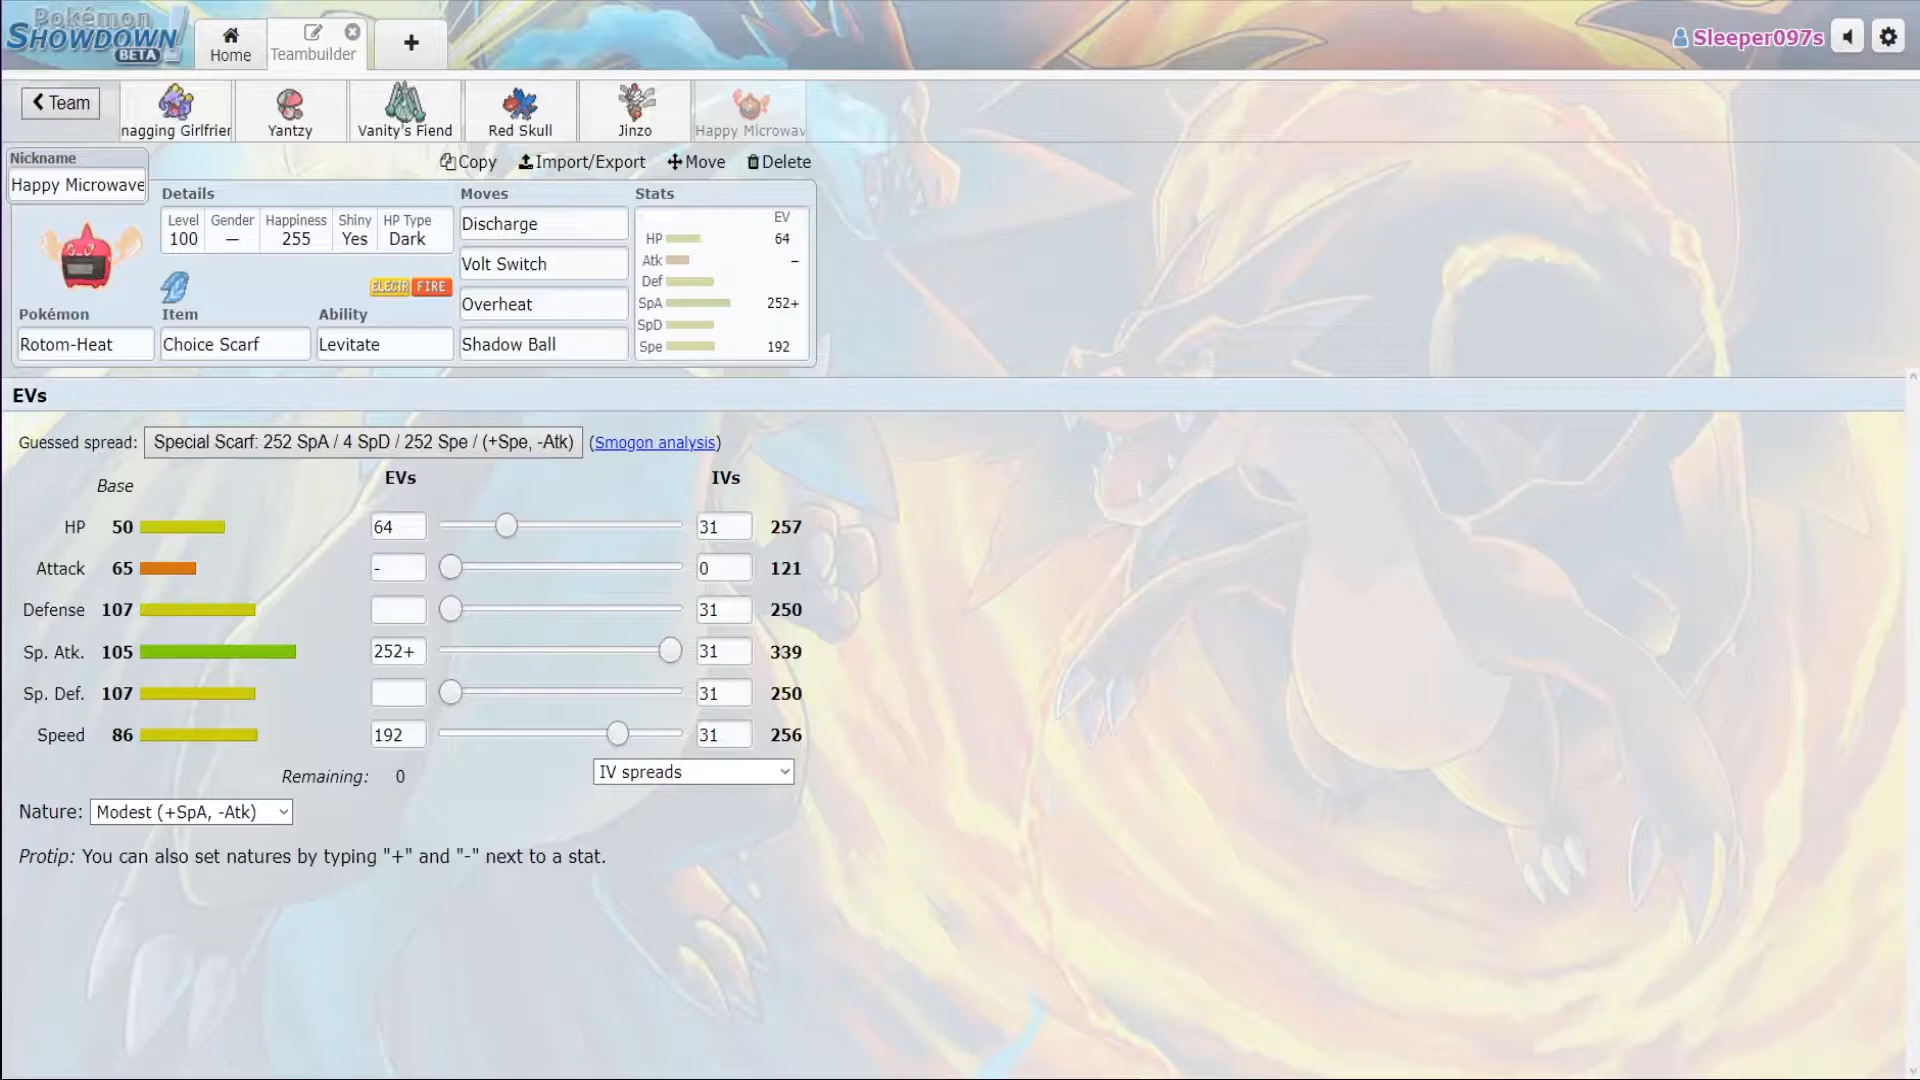 Pokémon
SHOWDOWN!
BETA
Home
Teambuilder
+
Sleeper097s
Team
nagging Girlfrier
Yantzy
Vanity's Fiend
Red Skull
Jinzo
Happy Microwav
Copy
Import/Export
Move
Delete
Nickname
Happy Microwave
Details
Level Gender Happiness Shiny HP Type
100 — 255 Yes Dark
ELECTR FIRE
Pokémon
Rotom-Heat
Item
Choice Scarf
Ability
Levitate
Moves
Discharge
Volt Switch
Overheat
Shadow Ball
Stats
EV
HP 64
Atk –
Def
SpA 252+
SpD
Spe 192
EVs
Guessed spread: Special Scarf: 252 SpA / 4 SpD / 252 Spe / (+Spe, -Atk) (Smogon analysis)
Base EVs IVs
HP 50 64 31 257
Attack 65 - 0 121
Defense 107 31 250
Sp. Atk. 105 252+ 31 339
Sp. Def. 107 31 250
Speed 86 192 31 256
Remaining: 0 IV spreads
Nature: Modest (+SpA, -Atk)
Protip: You can also set natures by typing "+" and "-" next to a stat.